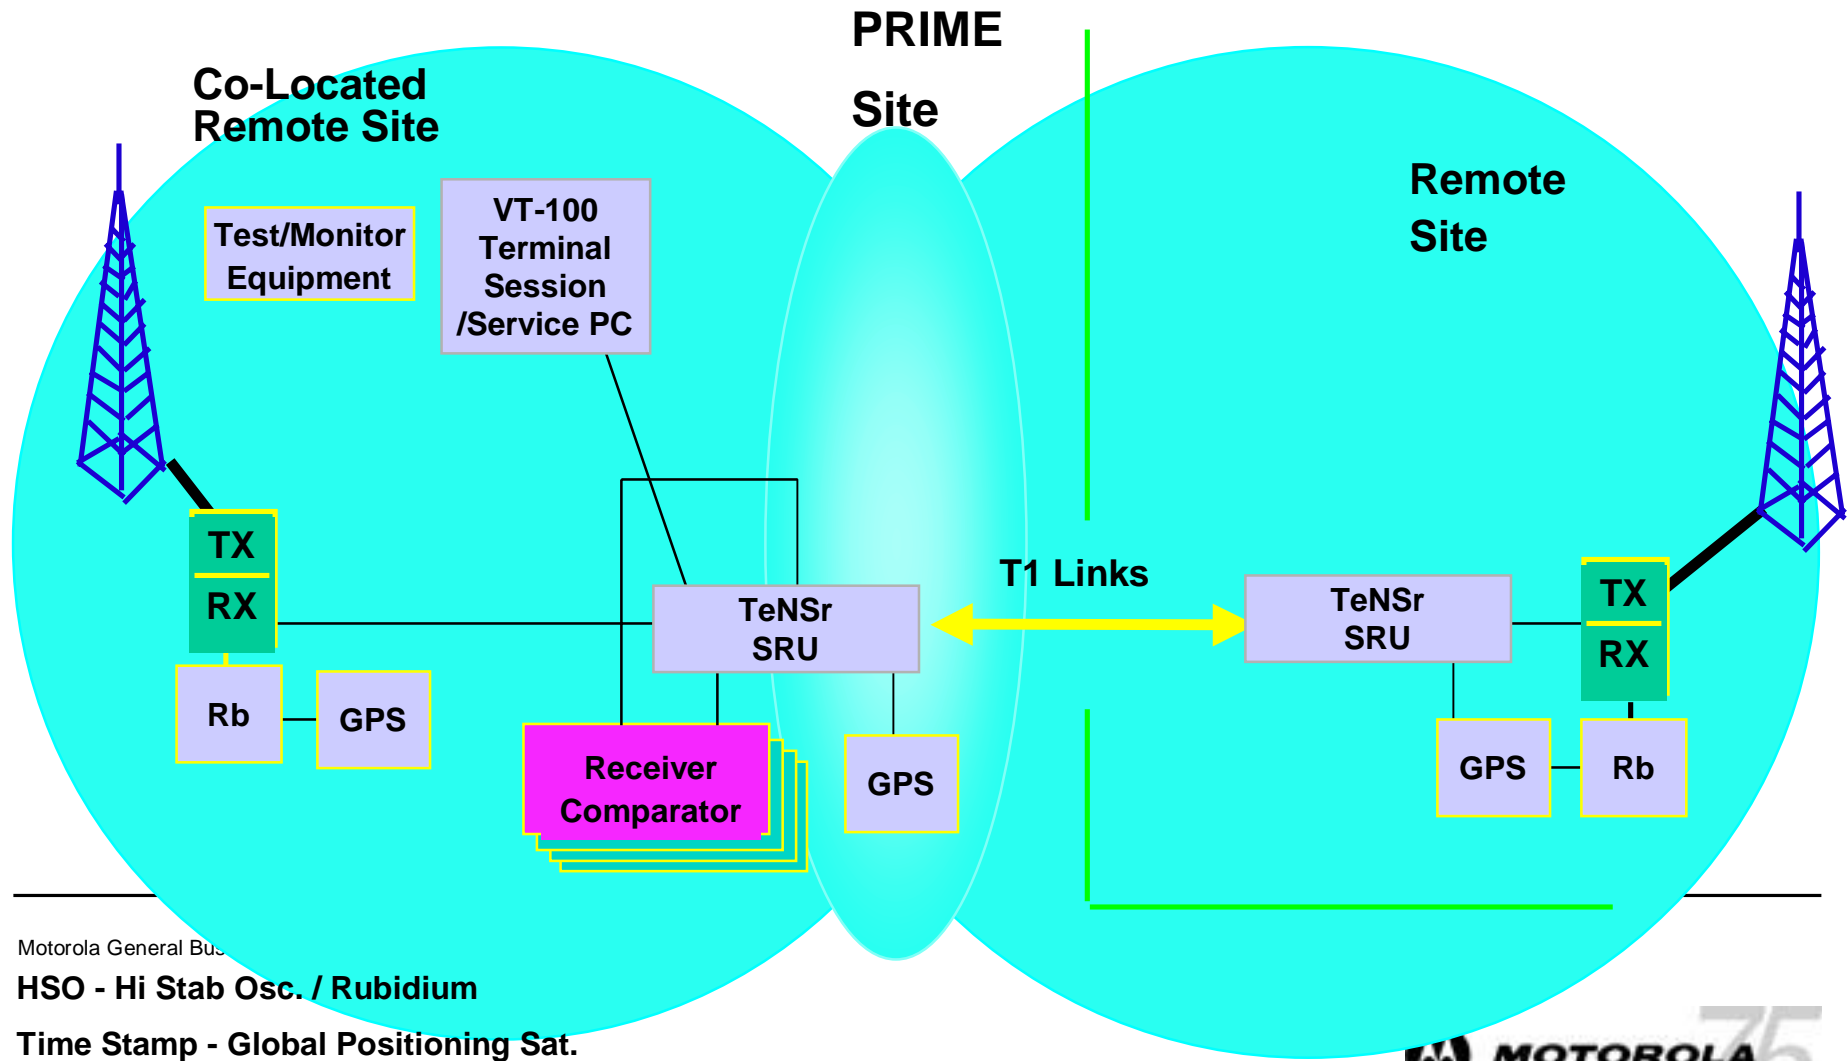 PRIME
Site
Co-Located
Remote Site
Remote
Site
Test/Monitor
Equipment
VT-100
Terminal
Session
/Service PC
TX
RX
Rb
GPS
TeNSr
SRU
T1 Links
TeNSr
SRU
TX
RX
Receiver
Comparator
GPS
GPS
Rb
Motorola General
HSO - Hi Stab Osc. / Rubidium
Time Stamp - Global Positioning Sat.
75
MOTOROLA